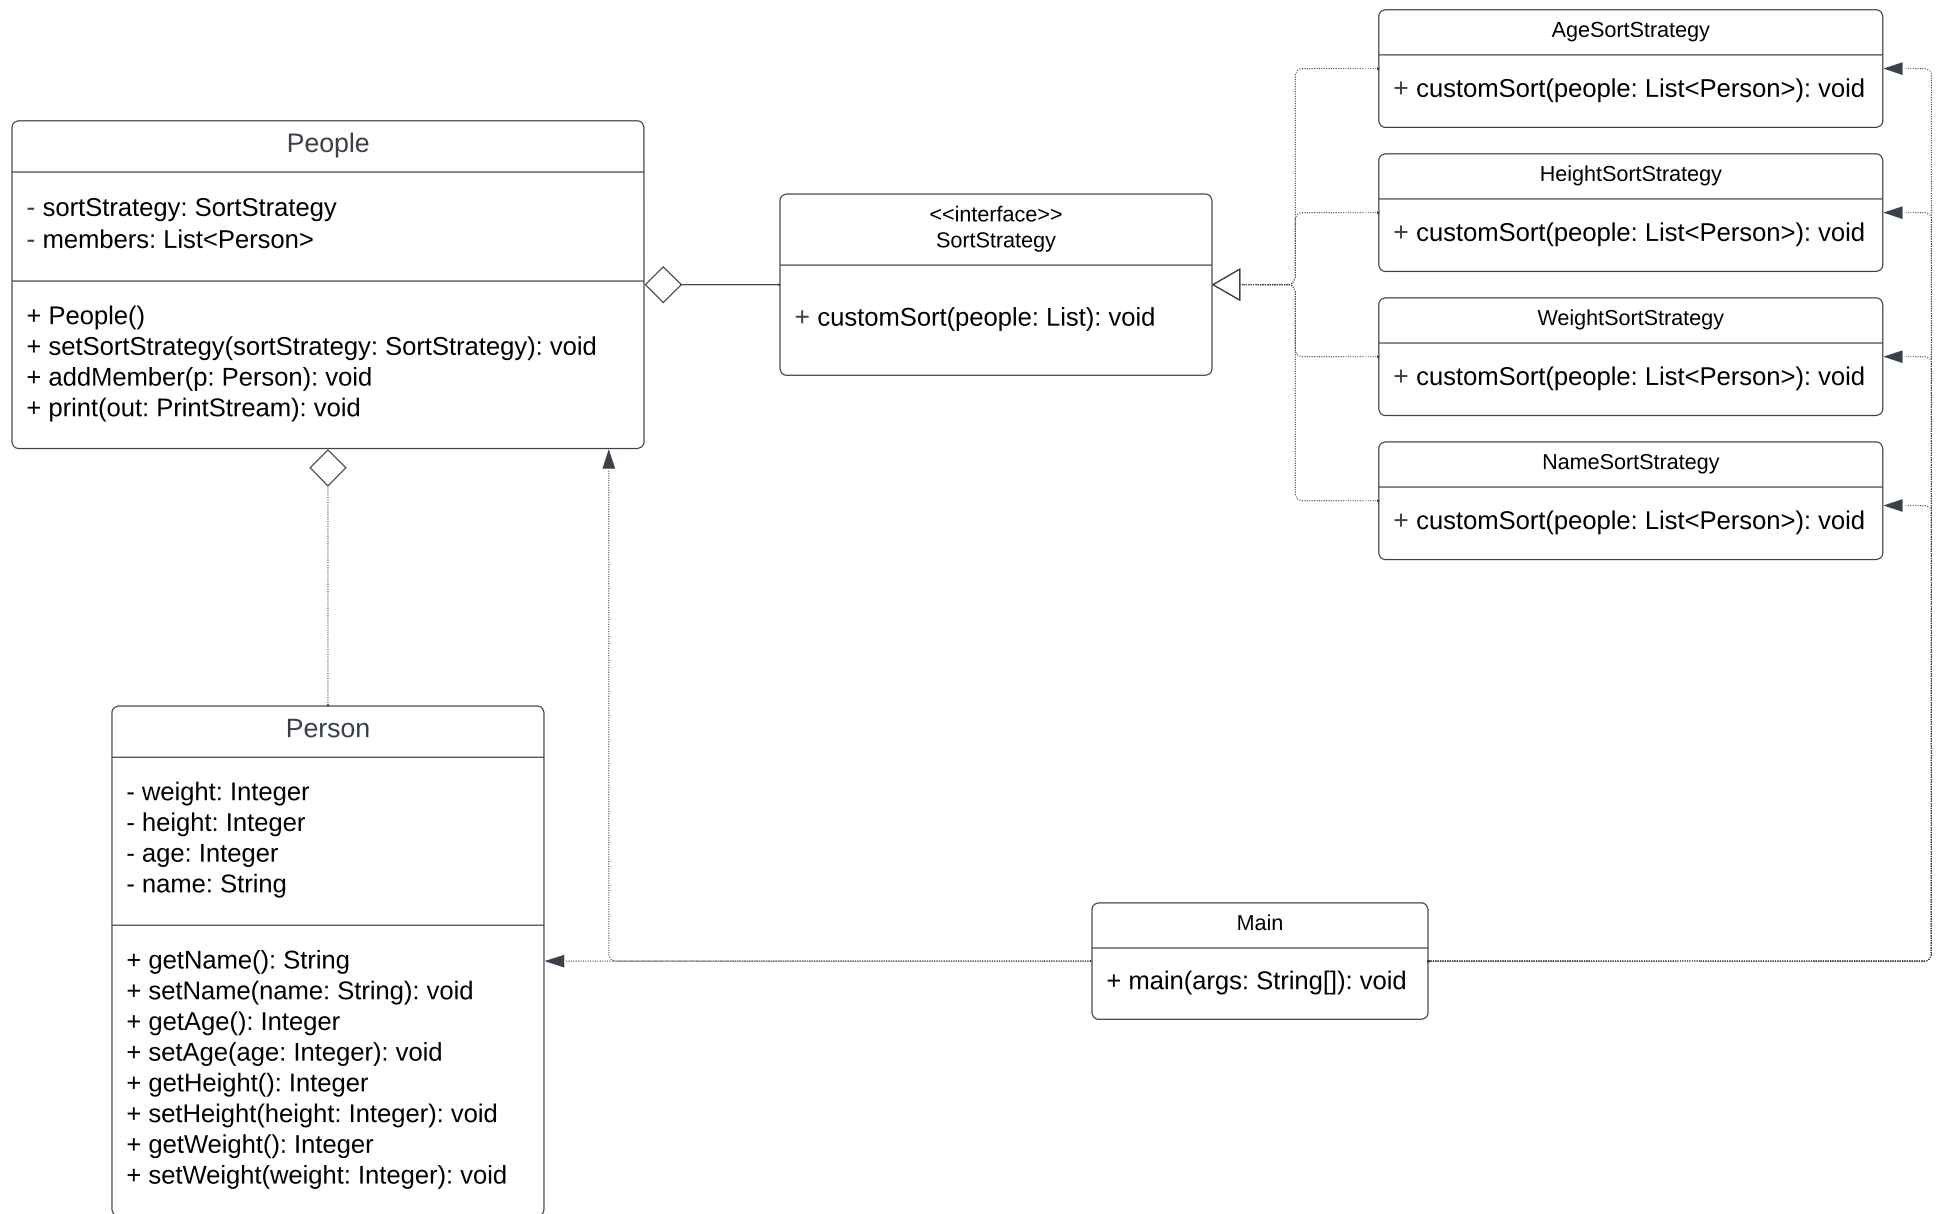 People
- sortStrategy: SortStrategy
- members: List<Person>
+ People()
+ setSortStrategy(sortStrategy: SortStrategy): void
+ addMember(p: Person): void
+ print(out: PrintStream): void
<<interface>>
SortStrategy
+ customSort(people: List): void
AgeSortStrategy
+ customSort(people: List<Person>): void
HeightSortStrategy
+ customSort(people: List<Person>): void
WeightSortStrategy
+ customSort(people: List<Person>): void
NameSortStrategy
+ customSort(people: List<Person>): void
Person
- weight: Integer
- height: Integer
- age: Integer
- name: String
+ getName(): String
+ setName(name: String): void
+ getAge(): Integer
+ setAge(age: Integer): void
+ getHeight(): Integer
+ setHeight(height: Integer): void
+ getWeight(): Integer
+ setWeight(weight: Integer): void
Main
+ main(args: String[]): void